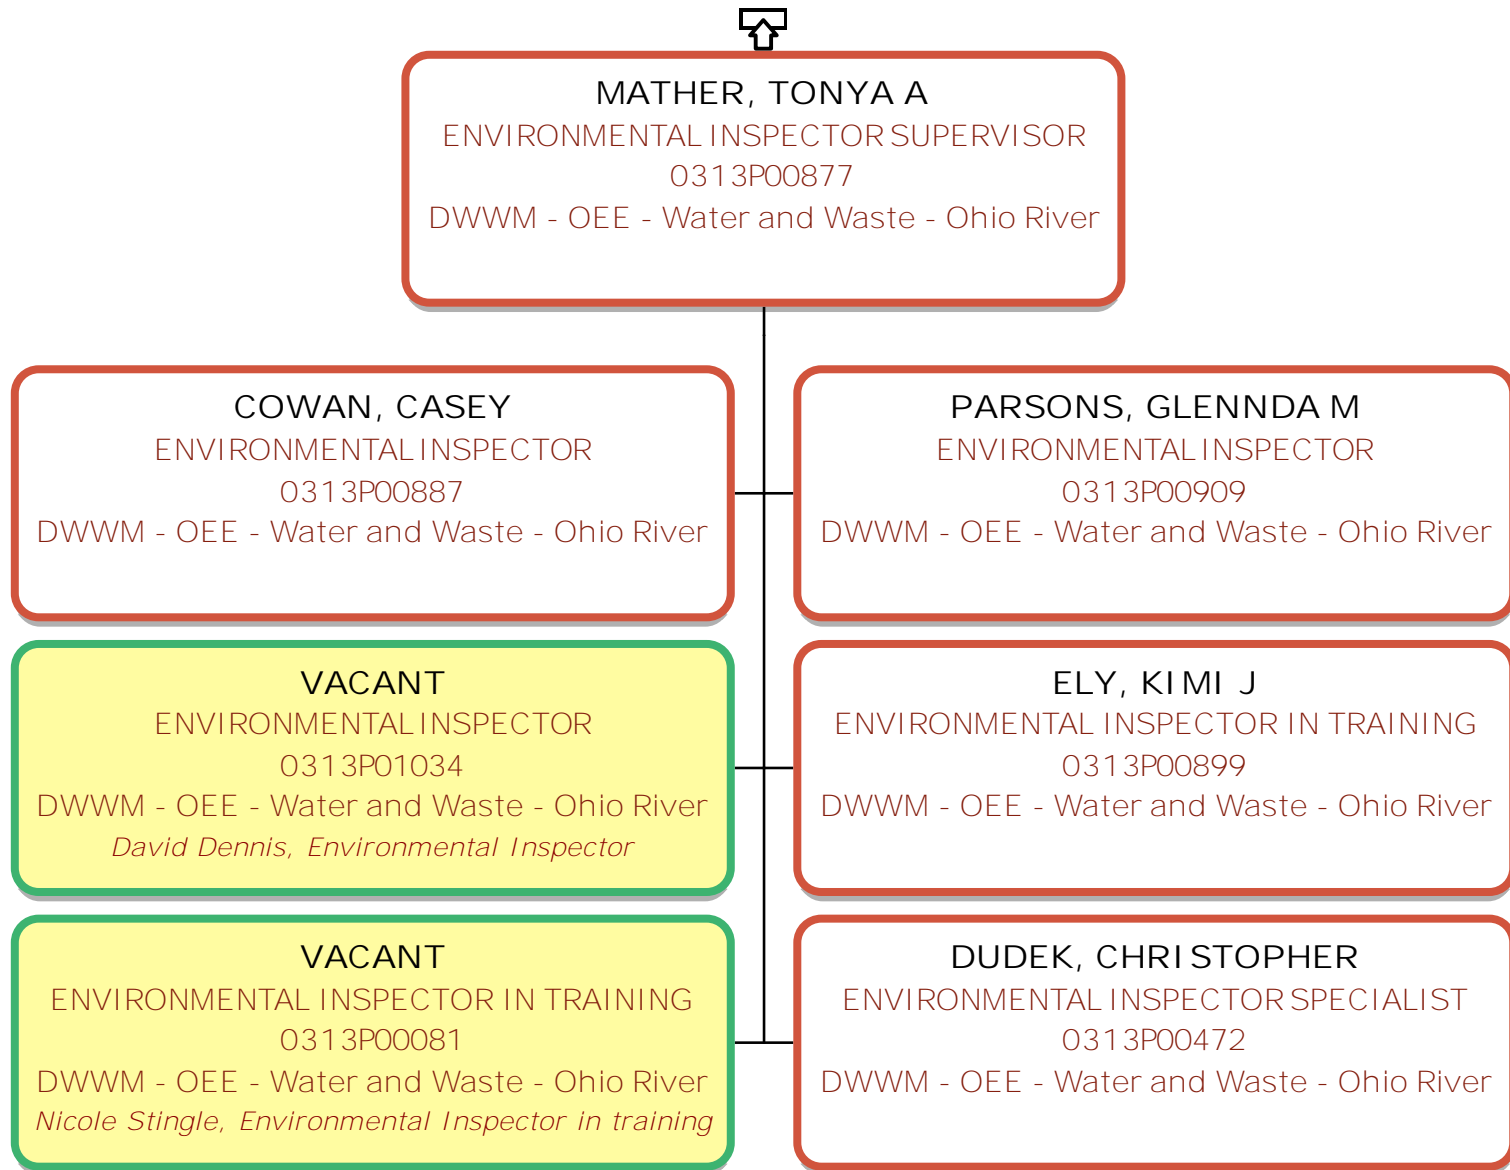 MATHER, TONYA A
ENVIRONMENTAL INSPECTOR SUPERVISOR
0313P00877
DWWM - OEE - Water and Waste - Ohio River
COWAN, CASEY
ENVIRONMENTAL INSPECTOR
0313P00887
DWWM - OEE - Water and Waste - Ohio River
PARSONS, GLENNDA M
ENVIRONMENTAL INSPECTOR
0313P00909
DWWM - OEE - Water and Waste - Ohio River
VACANT
ENVIRONMENTAL INSPECTOR
0313P01034
DWWM - OEE - Water and Waste - Ohio River
David Dennis, Environmental Inspector
ELY, KIMI J
ENVIRONMENTAL INSPECTOR IN TRAINING
0313P00899
DWWM - OEE - Water and Waste - Ohio River
VACANT
ENVIRONMENTAL INSPECTOR IN TRAINING
0313P00081
DWWM - OEE - Water and Waste - Ohio River
Nicole Stingle, Environmental Inspector in training
DUDEK, CHRISTOPHER
ENVIRONMENTAL INSPECTOR SPECIALIST
0313P00472
DWWM - OEE - Water and Waste - Ohio River